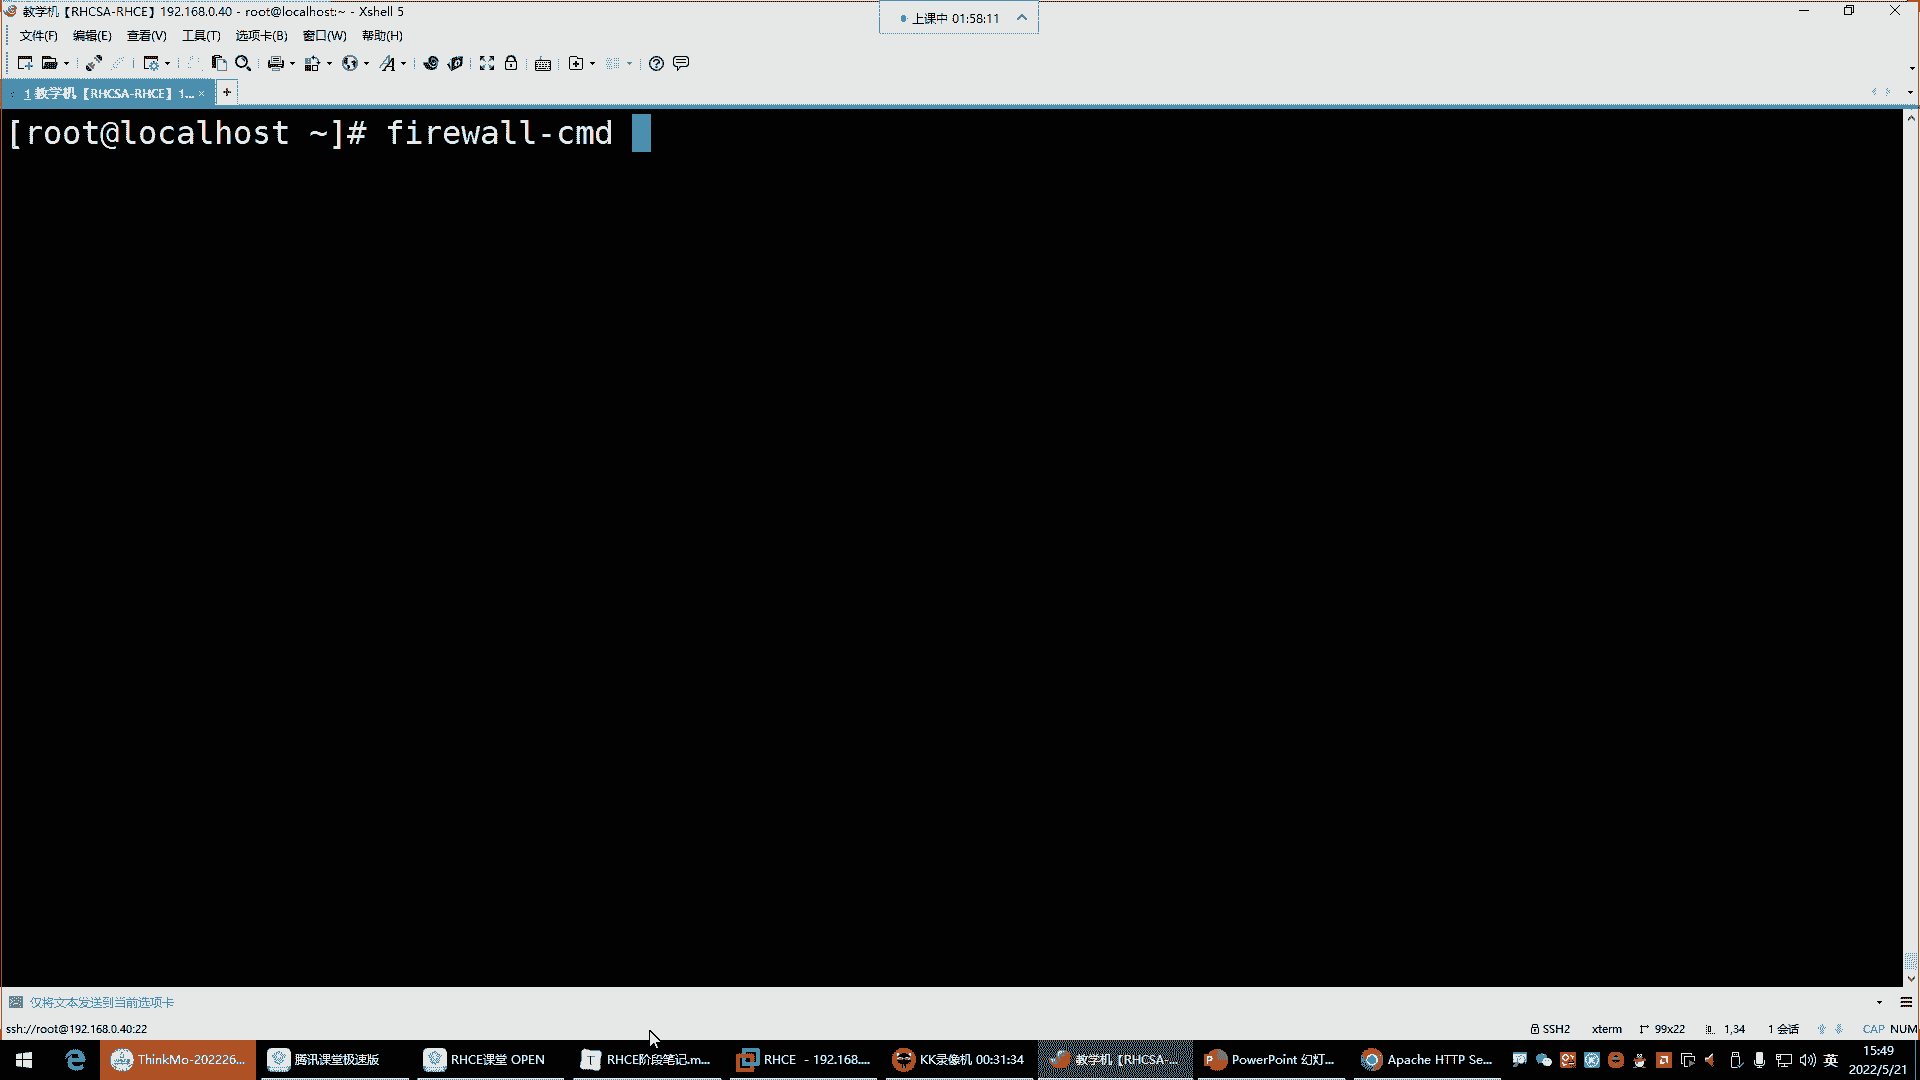 教学机【RHCSA-RHCE】192.168.0.40 - root@localhost:~ - Xshell 5
上课中 01:58:11
文件(F) 编辑(E) 查看(V) 工具(T) 选项卡(B) 窗口(W) 帮助(H)
1 教学机【RHCSA-RHCE】1... × +
[root@localhost ~]# firewall-cmd
仅将文本发送到当前选项卡
ssh://root@192.168.0.40:22 SSH2 xterm 99x22 1,34 1 会话 CAP NUM
ThinkMo-202226... 腾讯课堂极速版 RHCE课堂 OPEN RHCE阶段笔记.m... RHCE - 192.168.... KK录像机 00:31:34 教学机【RHCSA-... PowerPoint 幻灯... Apache HTTP Se... 英 15:49
2022/5/21